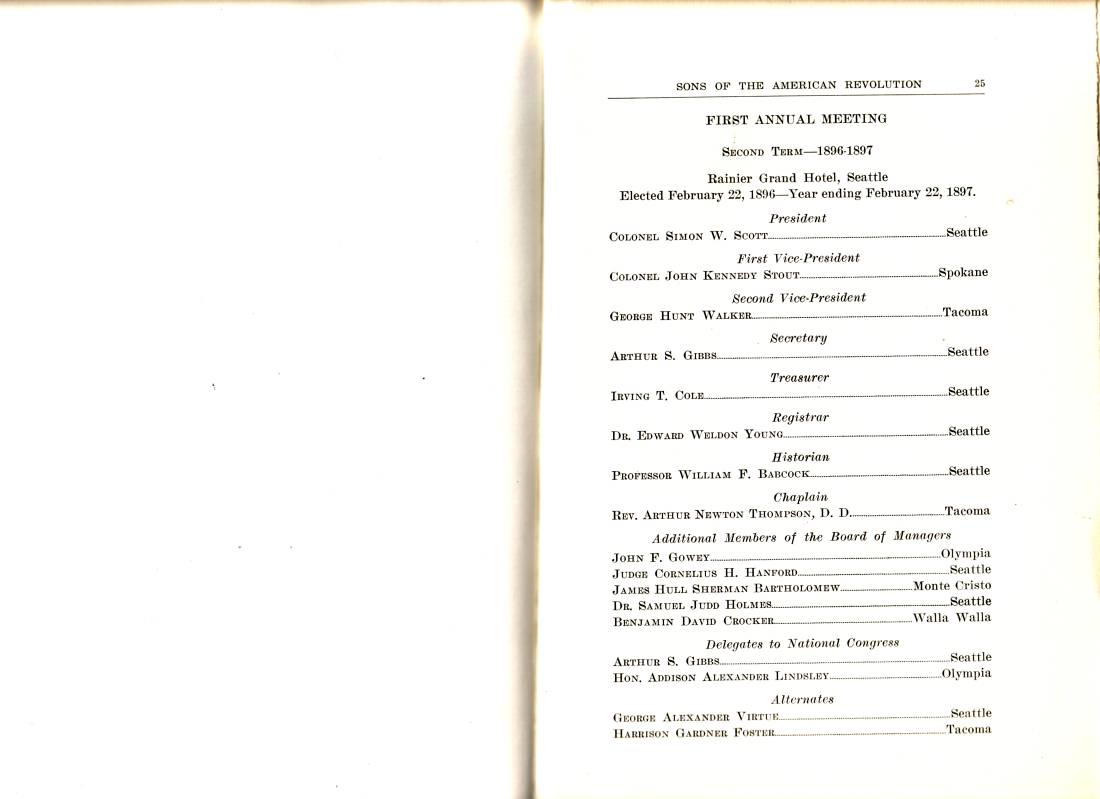 SONS OF THE AMERICAN REVOLUTION 25
FIRST ANNUAL MEETING
SECOND TERM—1896-1897
Rainier Grand Hotel, Seattle
Elected February 22, 1896—Year ending February 22, 1897.
President
COLONEL SIMON W. SCOTT Seattle
First Vice-President
COLONEL JOHN KENNEDY STOUT Spokane
Second Vice-President
GEORGE HUNT WALKER Tacoma
Secretary
ARTHUR S. GIBBS Seattle
Treasurer
IRVING T. COLE Seattle
Registrar
DR. EDWARD WELDON YOUNG Seattle
Historian
PROFESSOR WILLIAM F. BABCOCK Seattle
Chaplain
REV. ARTHUR NEWTON THOMPSON, D. D. Tacoma
Additional Members of the Board of Managers
JOHN F. GOWEY Olympia
JUDGE CORNELIUS H. HANFORD Seattle
JAMES HULL SHERMAN BARTHOLOMEW Monte Cristo
DR. SAMUEL JUDD HOLMES Seattle
BENJAMIN DAVID CROCKER Walla Walla
Delegates to National Congress
ARTHUR S. GIBBS Seattle
HON. ADDISON ALEXANDER LINDSLEY Olympia
Alternates
GEORGE ALEXANDER VIRTUE Seattle
HARRISON GARDNER FOSTER Tacoma